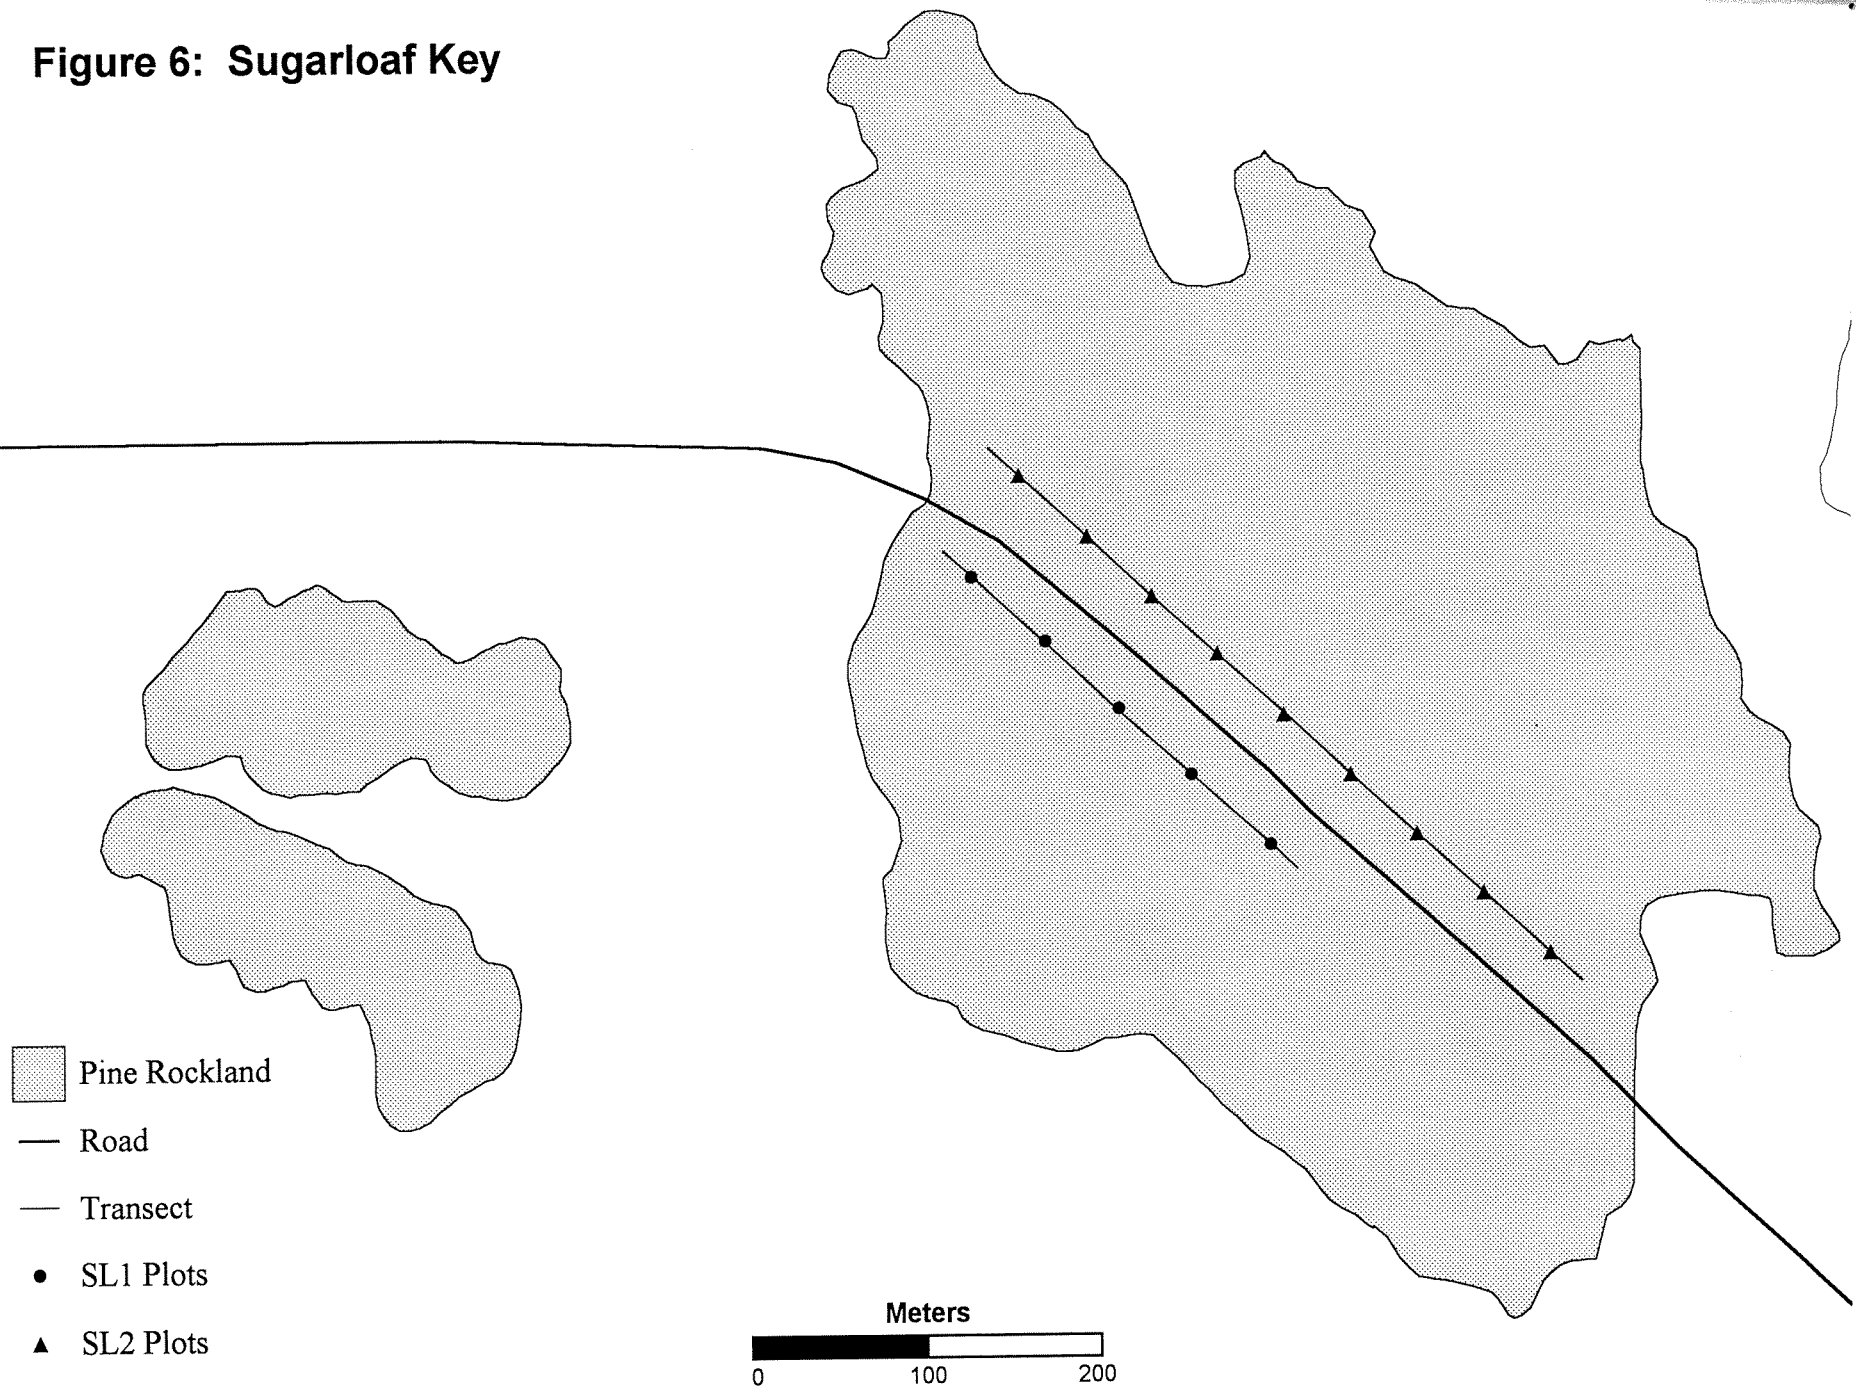 Figure 6: Sugarloaf Key
Pine Rockland
Road
Transect
SL1 Plots
SL2 Plots
Meters
0 100 200